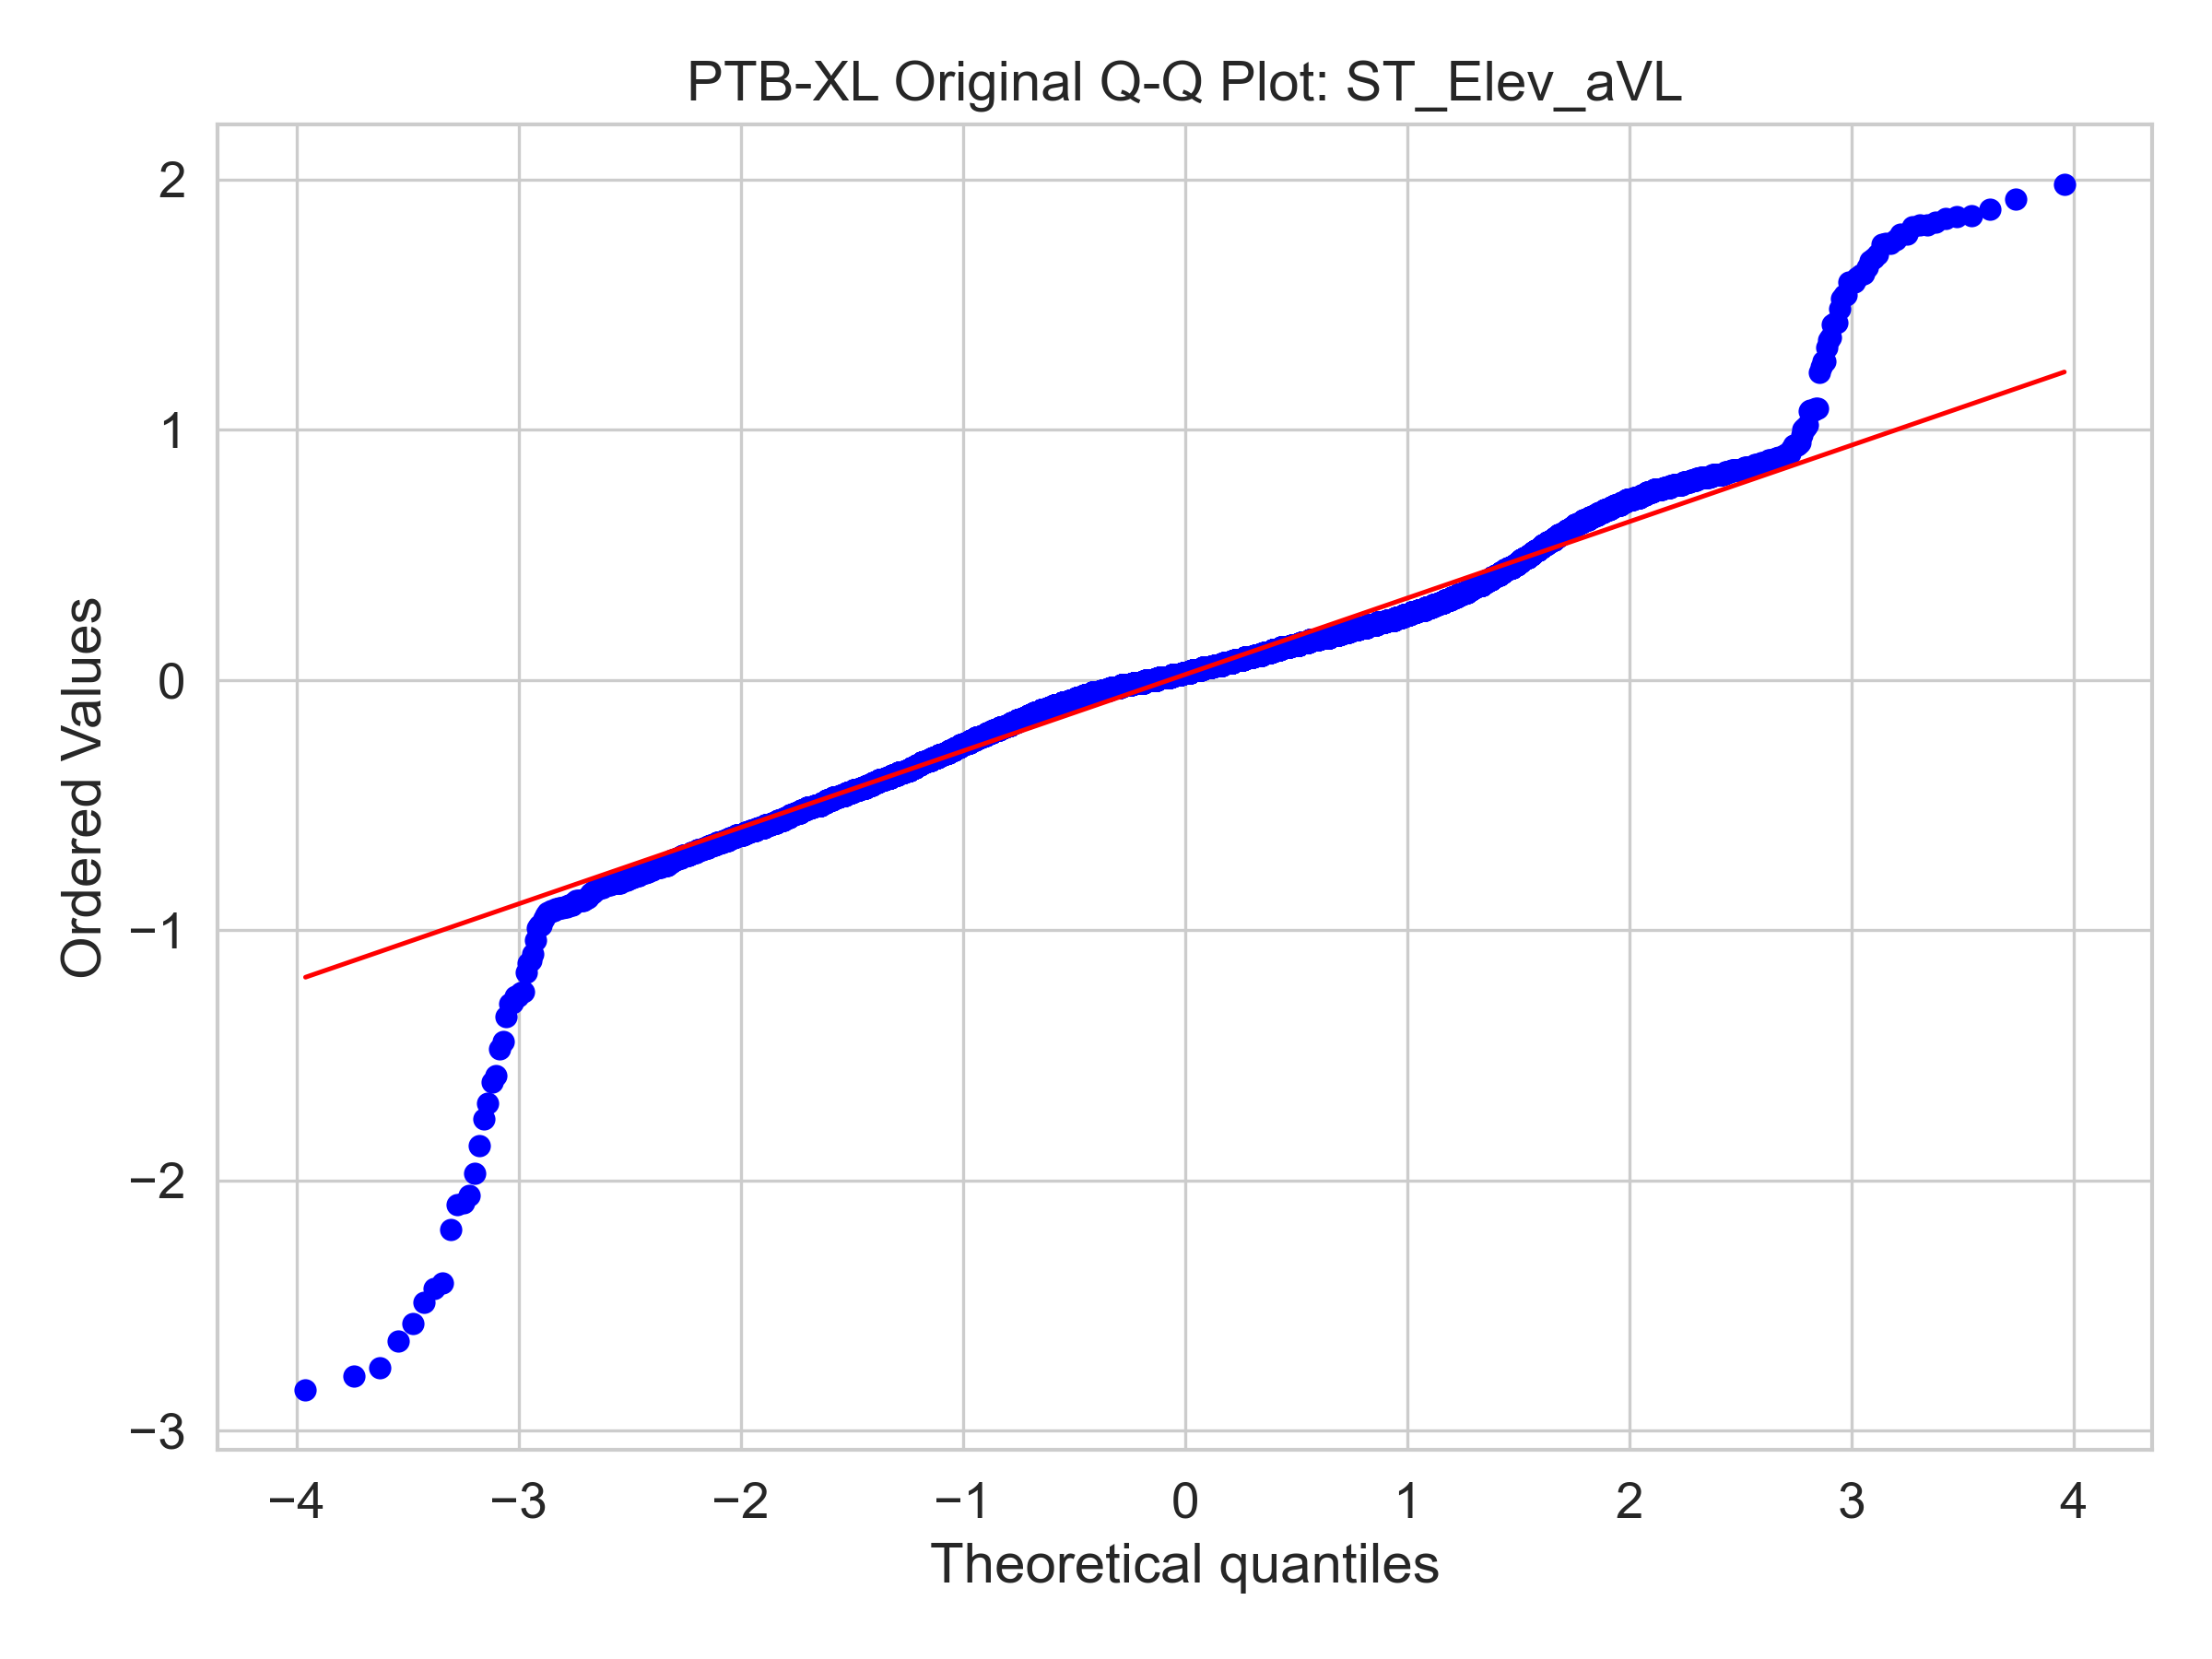 PTB-XL Original Q-Q Plot: ST_Elev_aVL
2
1
0
−1
−2
−3
Ordered Values
−4 −3 −2 −1 0 1 2 3 4
Theoretical quantiles